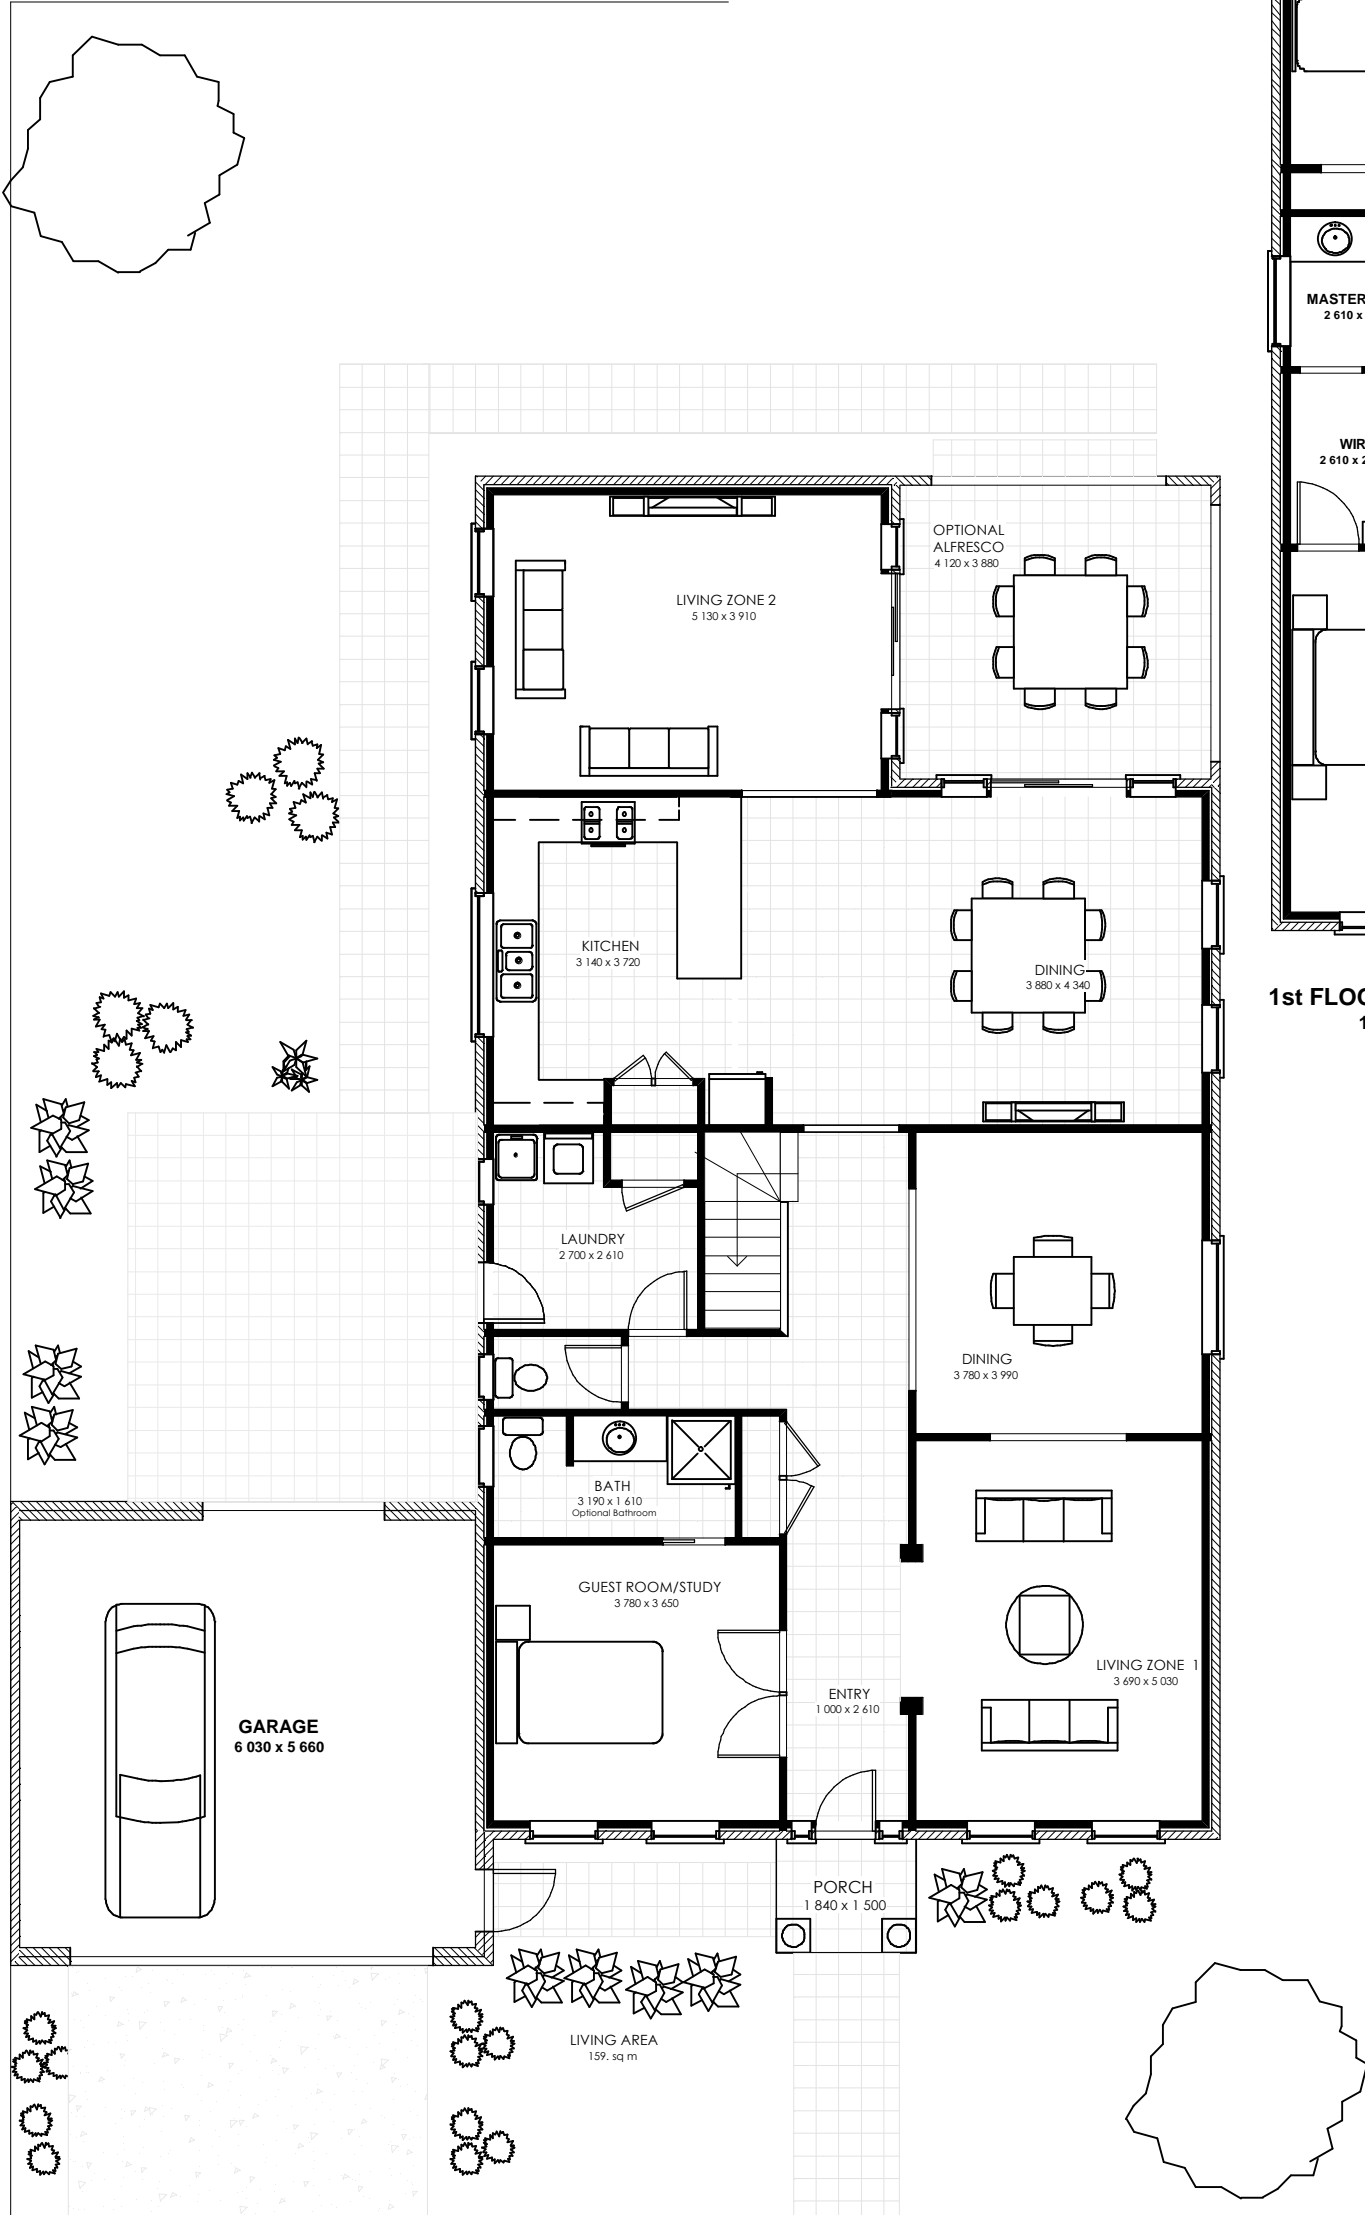 MASTER
2 610 x
WIR
2 610 x 2
OPTIONAL
ALFRESCO
4 120 x 3 880
LIVING ZONE 2
5 130 x 3 910
KITCHEN
3 140 x 3 720
DINING
3 880 x 4 340
1st FLOO
1
LAUNDRY
2 700 x 2 610
DINING
3 780 x 3 990
BATH
3 190 x 1 610
Optional Bathroom
GUEST ROOM/STUDY
3 780 x 3 650
LIVING ZONE 1
3 690 x 5 030
ENTRY
1 000 x 2 610
GARAGE
6 030 x 5 660
PORCH
1 840 x 1 500
LIVING AREA
159. sq m